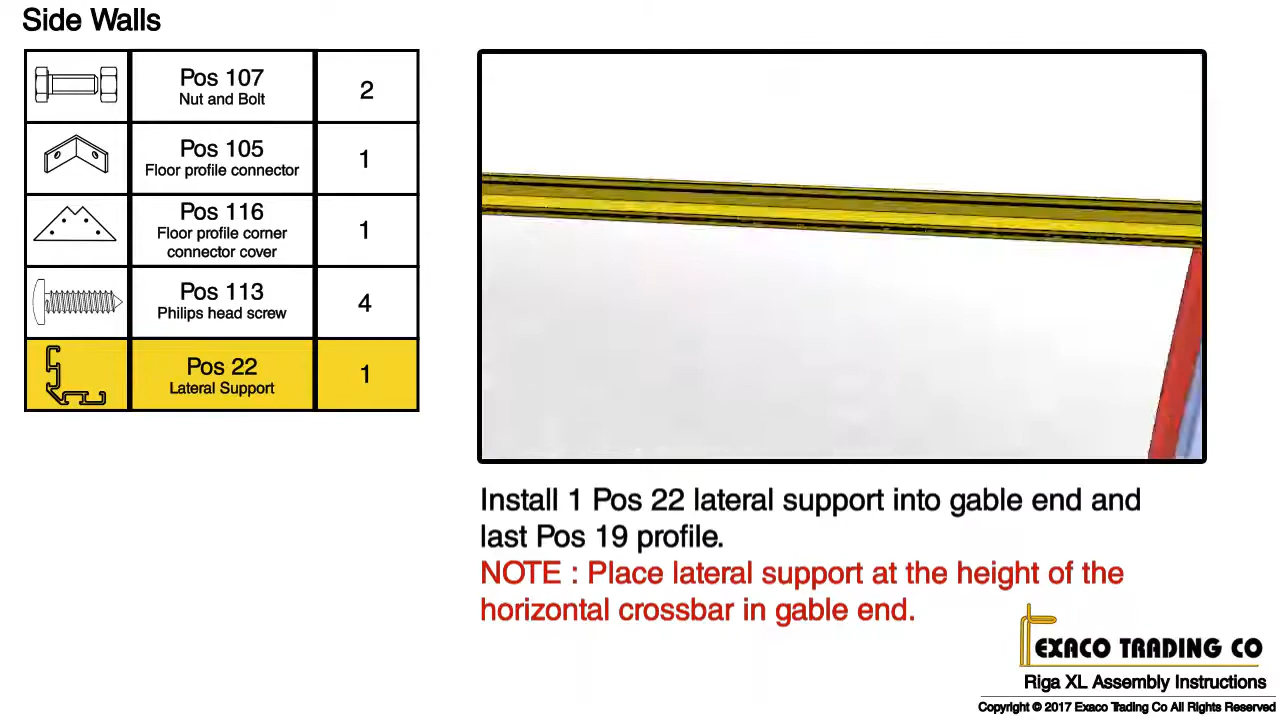 Side Walls
Pos 107
Nut and Bolt
2
Pos 105
Floor profile connector
1
Pos 116
Floor profile corner
connector cover
1
Pos 113
Philips head screw
4
Pos 22
Lateral Support
1
Install 1 Pos 22 lateral support into gable end and
last Pos 19 profile.
NOTE : Place lateral support at the height of the
horizontal crossbar in gable end.
EXACO TRADING CO
Riga XL Assembly Instructions
Copyright © 2017 Exaco Trading Co All Rights Reserved